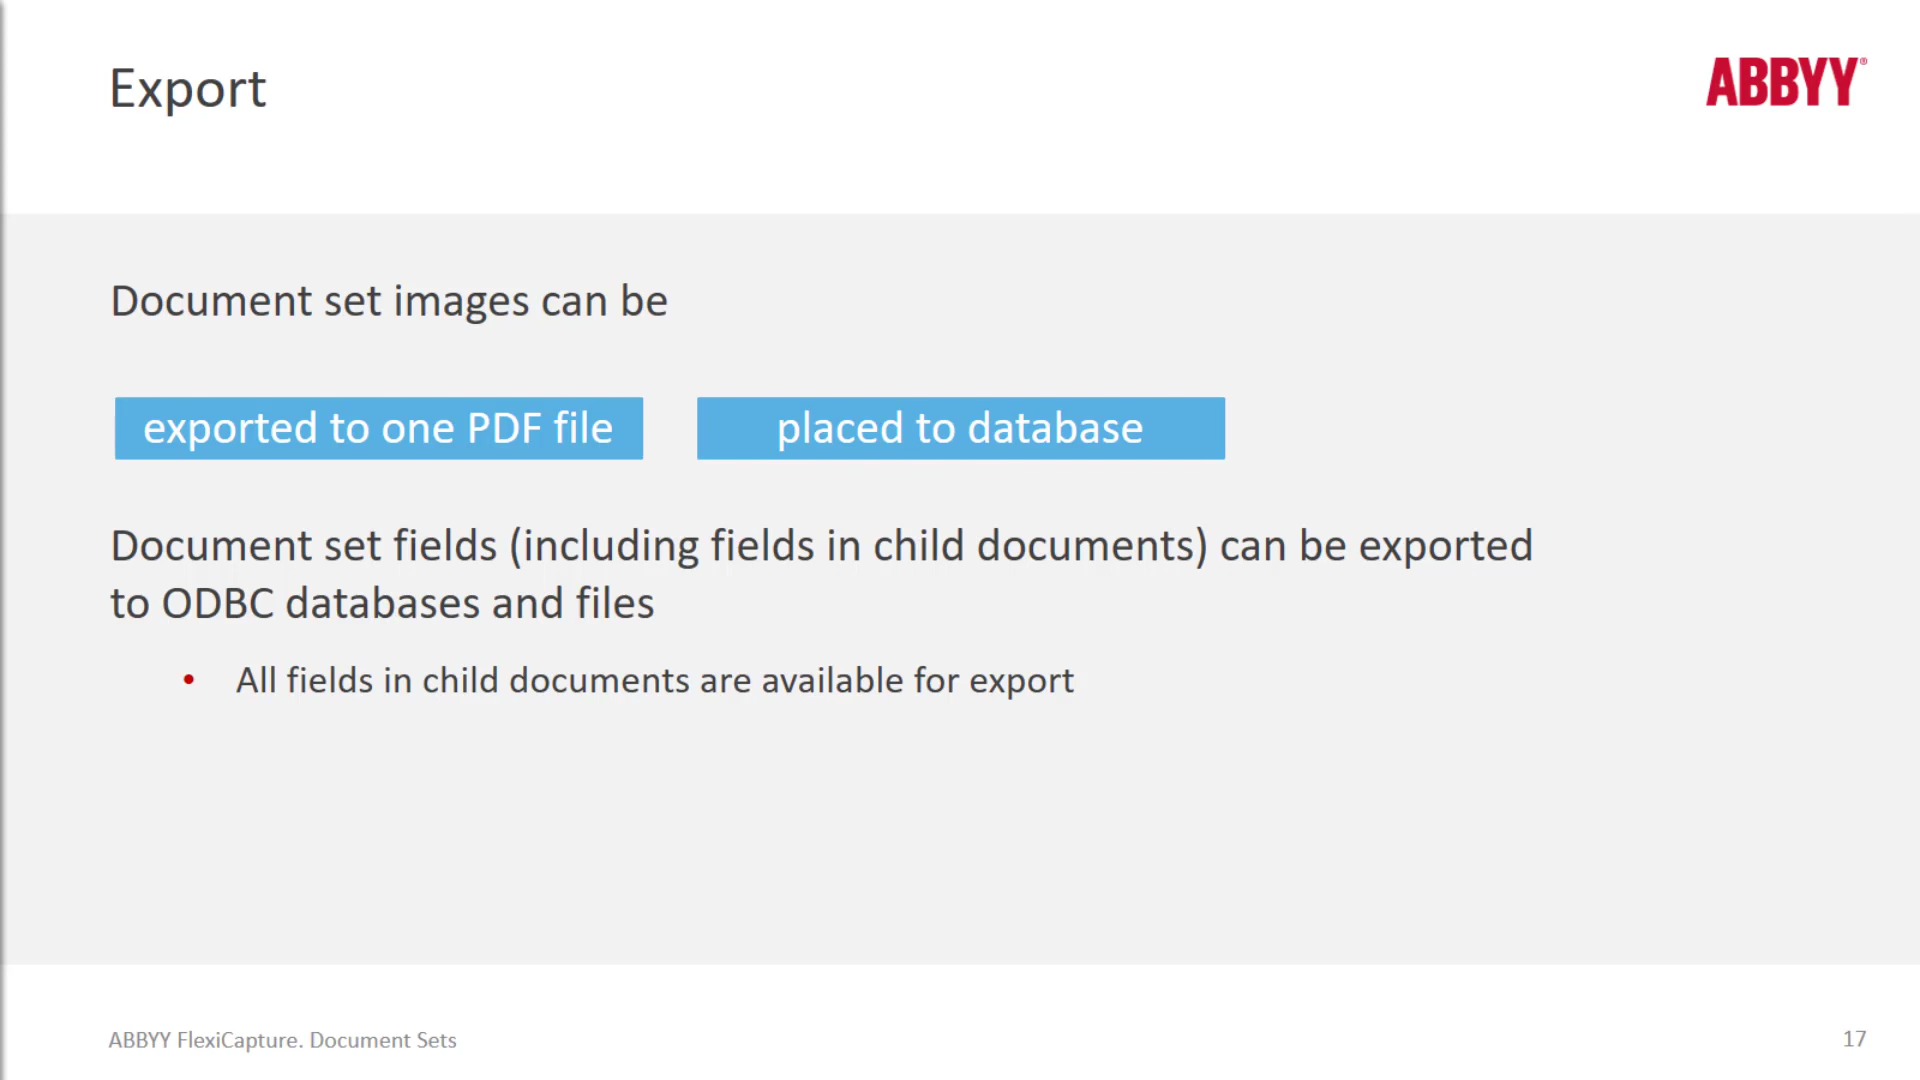 Export
ABBYY®
Document set images can be
exported to one PDF file
placed to database
Document set fields (including fields in child documents) can be exported
to ODBC databases and files
• All fields in child documents are available for export
ABBYY FlexiCapture. Document Sets
17